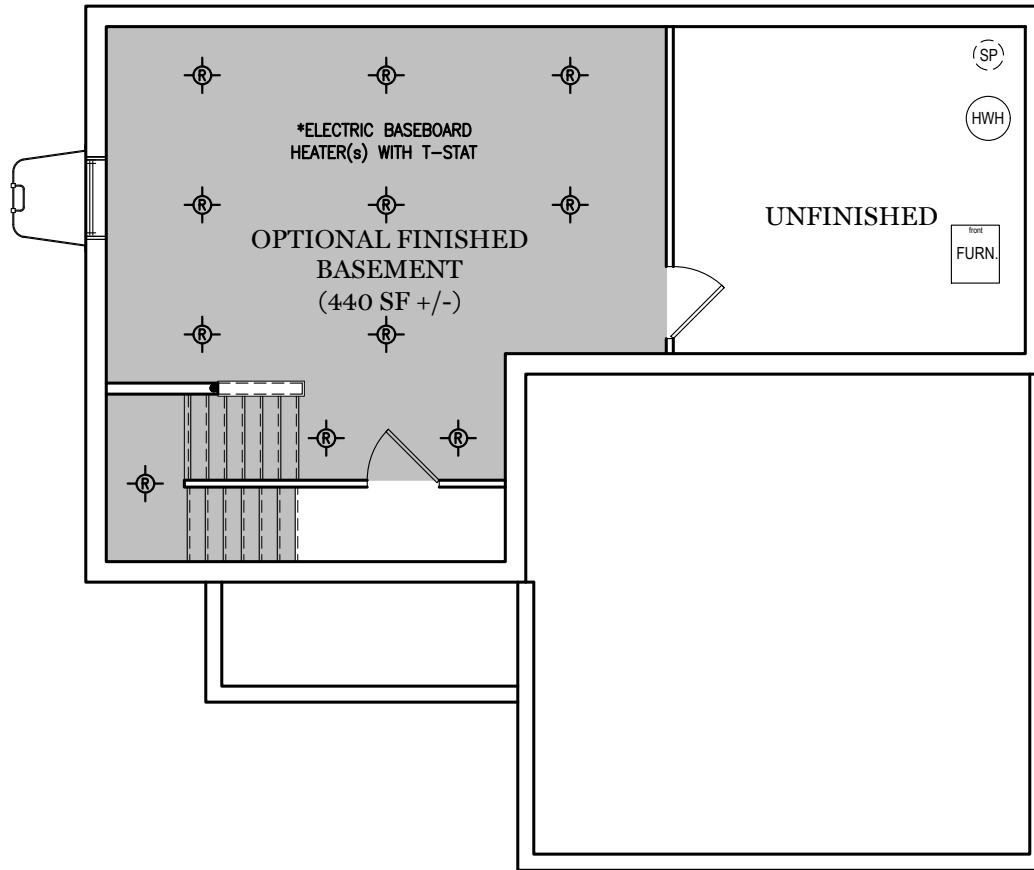 R R R
SP
*ELECTRIC BASEBOARD
HEATER(s) WITH T-STAT
HWH
R R R
OPTIONAL FINISHED
BASEMENT
(440 SF +/-)
UNFINISHED
front
FURN.
R R
R R
R